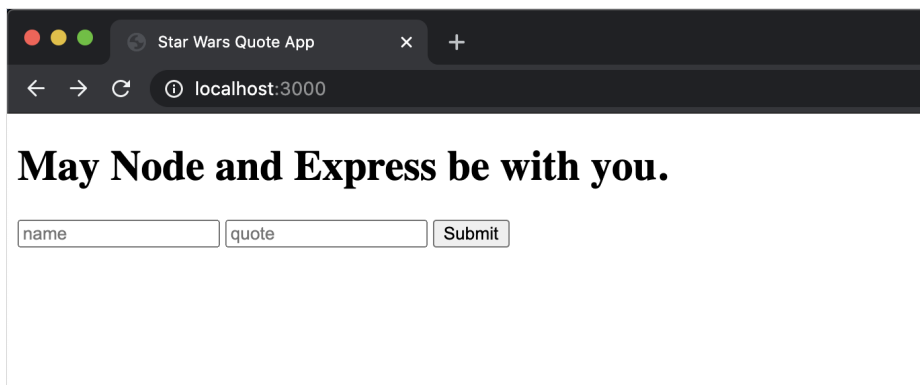 Star Wars Quote App
localhost:3000
May Node and Express be with you.
name quote Submit